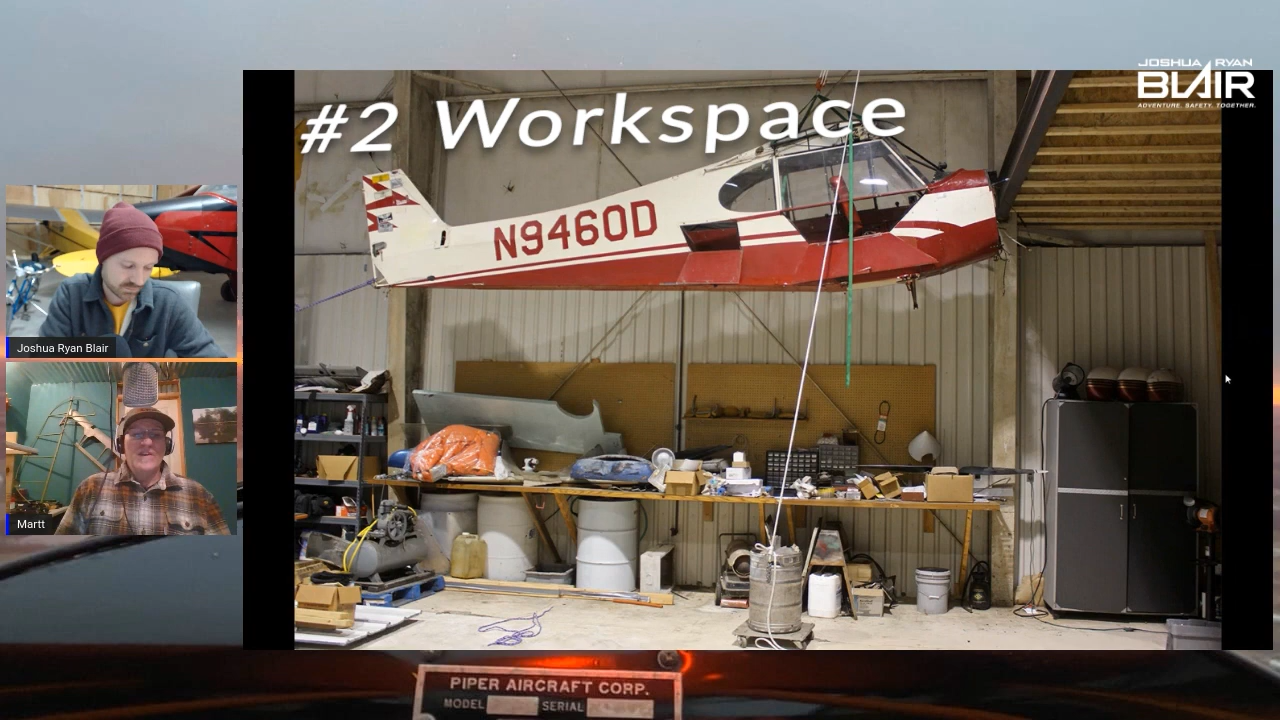 JOSHUA RYAN
BLAIR
ADVENTURE. SAFETY. TOGETHER.
#2 Workspace
N9460D
Joshua Ryan Blair
Martt
PIPER AIRCRAFT CORP.
MODEL SERIAL